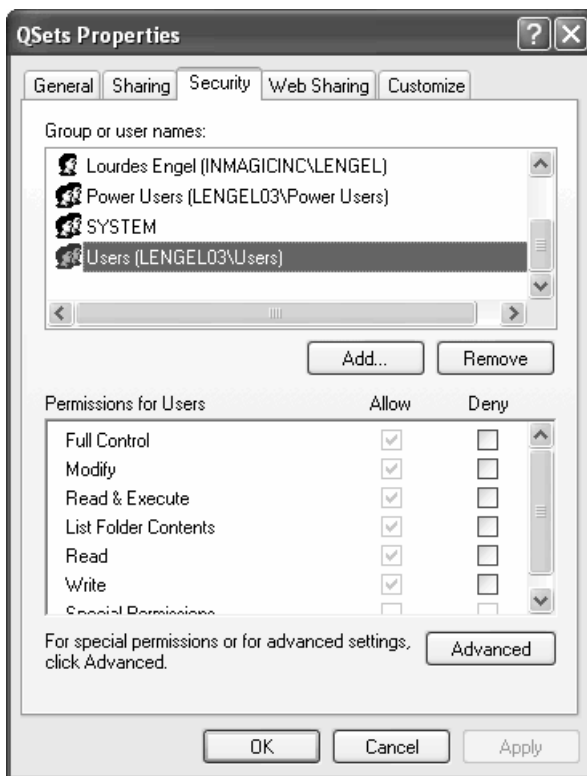 QSets Properties
General Sharing Security Web Sharing Customize
Group or user names:
Lourdes Engel (INMAGICINC\LENGEL)
Power Users (LENGEL03\Power Users)
SYSTEM
Users (LENGEL03\Users)
Add... Remove
Permissions for Users Allow Deny
Full Control
Modify
Read & Execute
List Folder Contents
Read
Write
Special Permissions
For special permissions or for advanced settings,
click Advanced.
Advanced
OK Cancel Apply